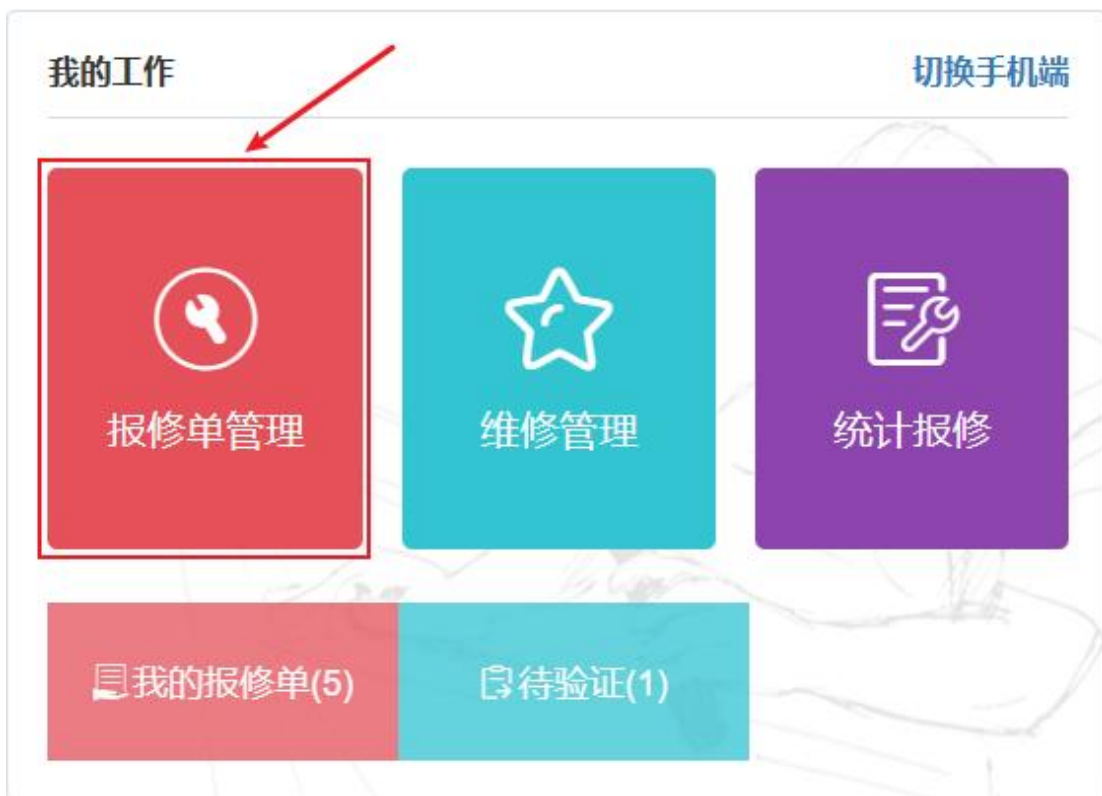 我的工作
切换手机端
报修单管理
维修管理
统计报修
我的报修单(5)
待验证(1)